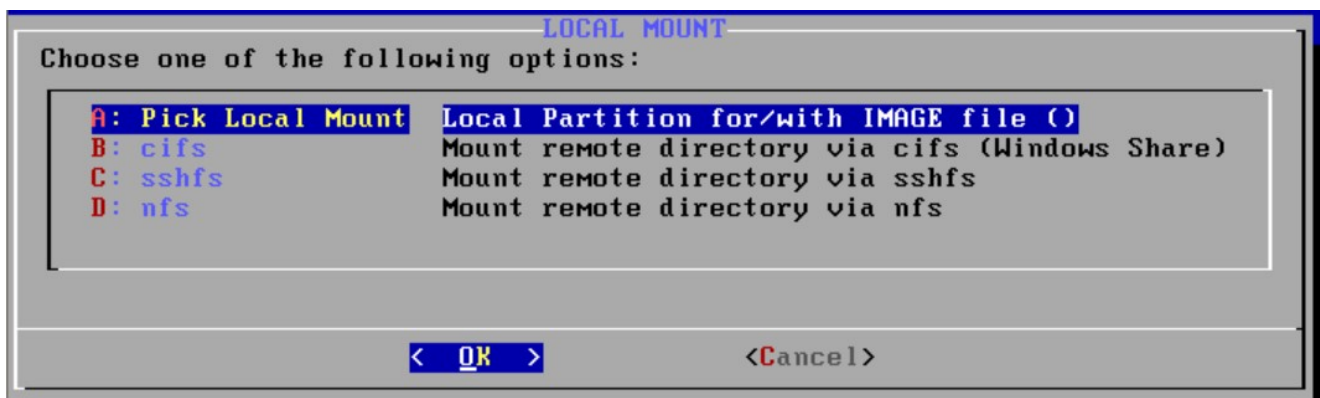 LOCAL MOUNT
Choose one of the following options:
A: Pick Local Mount Local Partition for/with IMAGE file ()
B: cifs Mount remote directory via cifs (Windows Share)
C: sshfs Mount remote directory via sshfs
D: nfs Mount remote directory via nfs
< OK > <Cancel>